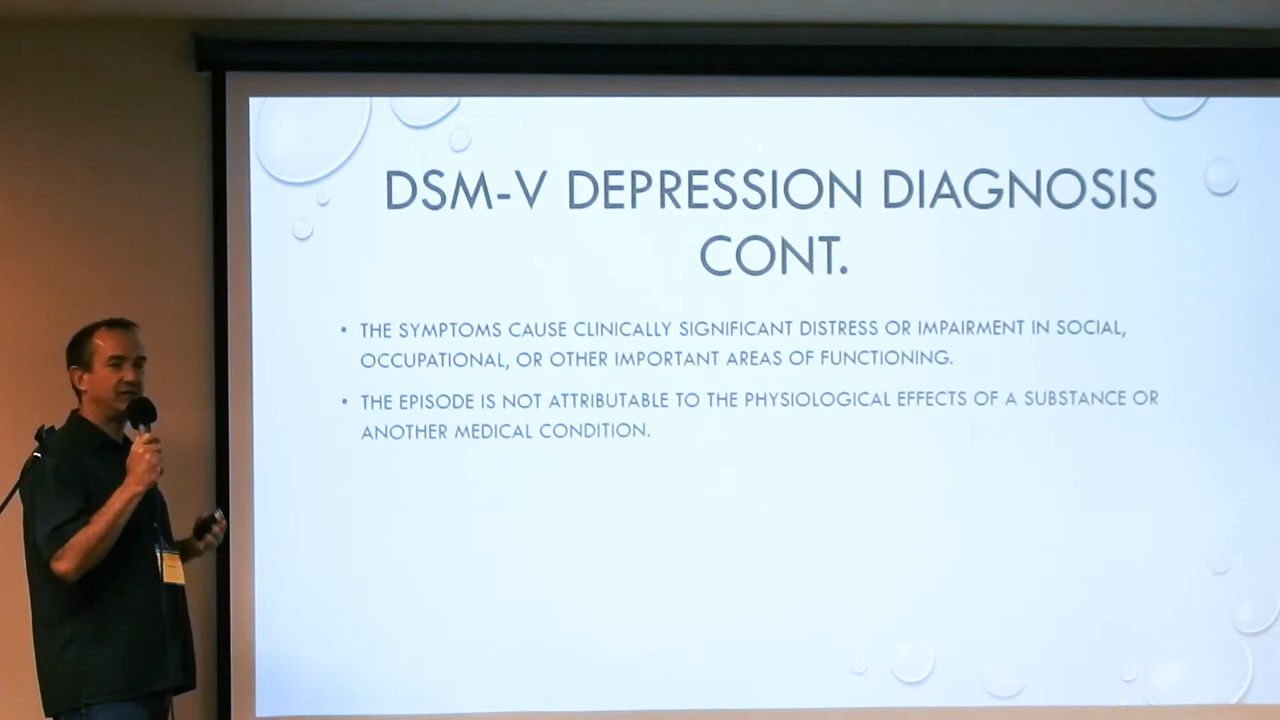 DSM-V DEPRESSION DIAGNOSIS
CONT.
• THE SYMPTOMS CAUSE CLINICALLY SIGNIFICANT DISTRESS OR IMPAIRMENT IN SOCIAL,
OCCUPATIONAL, OR OTHER IMPORTANT AREAS OF FUNCTIONING.
• THE EPISODE IS NOT ATTRIBUTABLE TO THE PHYSIOLOGICAL EFFECTS OF A SUBSTANCE OR
ANOTHER MEDICAL CONDITION.